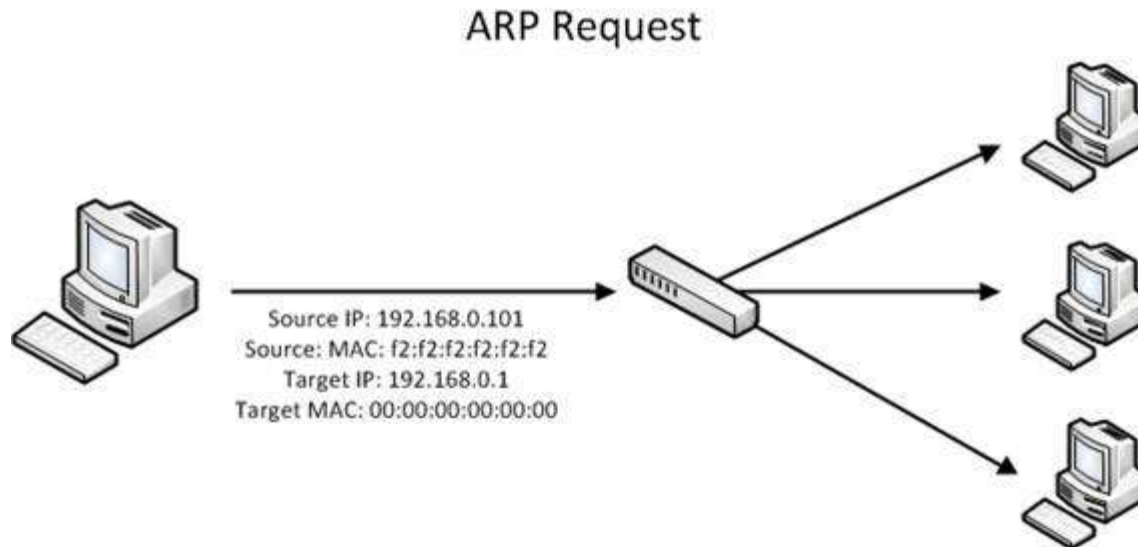 ARP Request
Source IP: 192.168.0.101
Source: MAC: f2:f2:f2:f2:f2:f2
Target IP: 192.168.0.1
Target MAC: 00:00:00:00:00:00